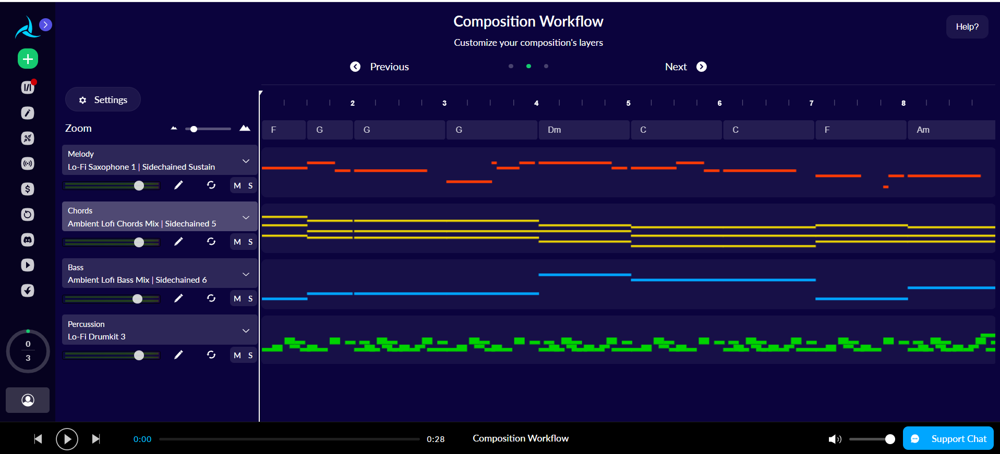 Composition Workflow
Customize your composition's layers
Help?
Previous
Next
Settings
2 3 4 5 6 7 8
Zoom
F G G G Dm C C F Am
Melody
Lo-Fi Saxophone 1 | Sidechained Sustain
M S
Chords
Ambient Lofi Chords Mix | Sidechained 5
M S
Bass
Ambient Lofi Bass Mix | Sidechained 6
M S
Percussion
Lo-Fi Drumkit 3
M S
0
3
0:00
0:28
Composition Workflow
Support Chat